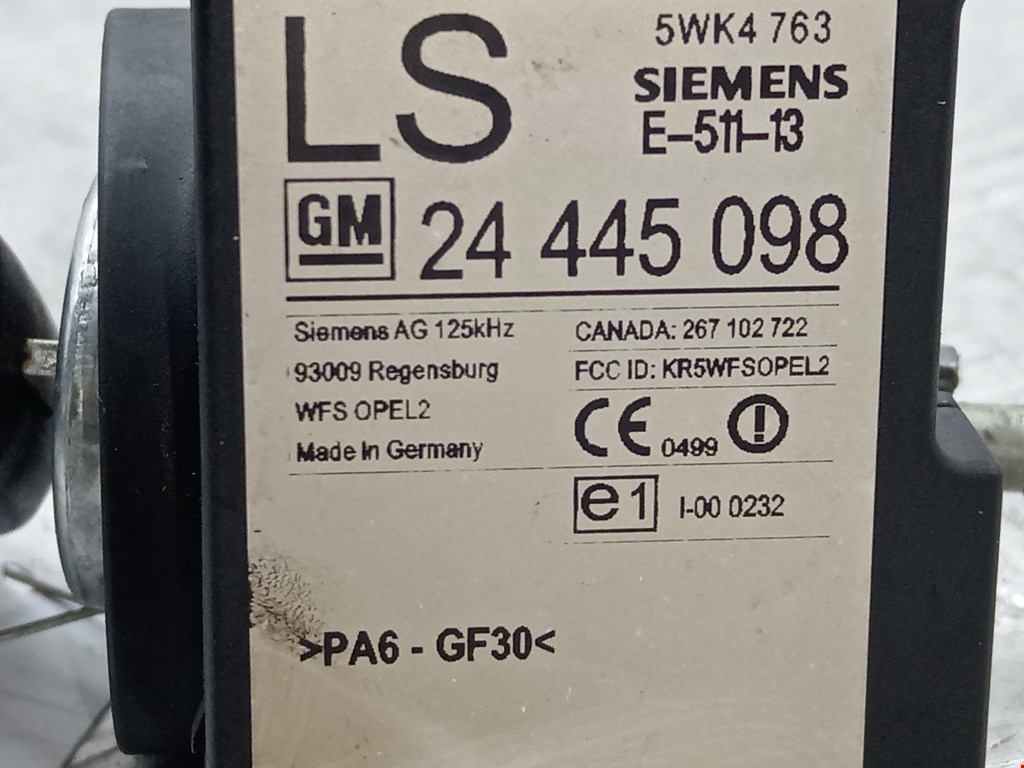 LS
5WK4 763
SIEMENS
E-511-13
GM 24 445 098
Siemens AG 125kHz
93009 Regensburg
WFS OPEL2
Made In Germany
CANADA: 267 102 722
FCC ID: KR5WFSOPEL2
CE 0499
e1 I-00 0232
>PA6 - GF30<